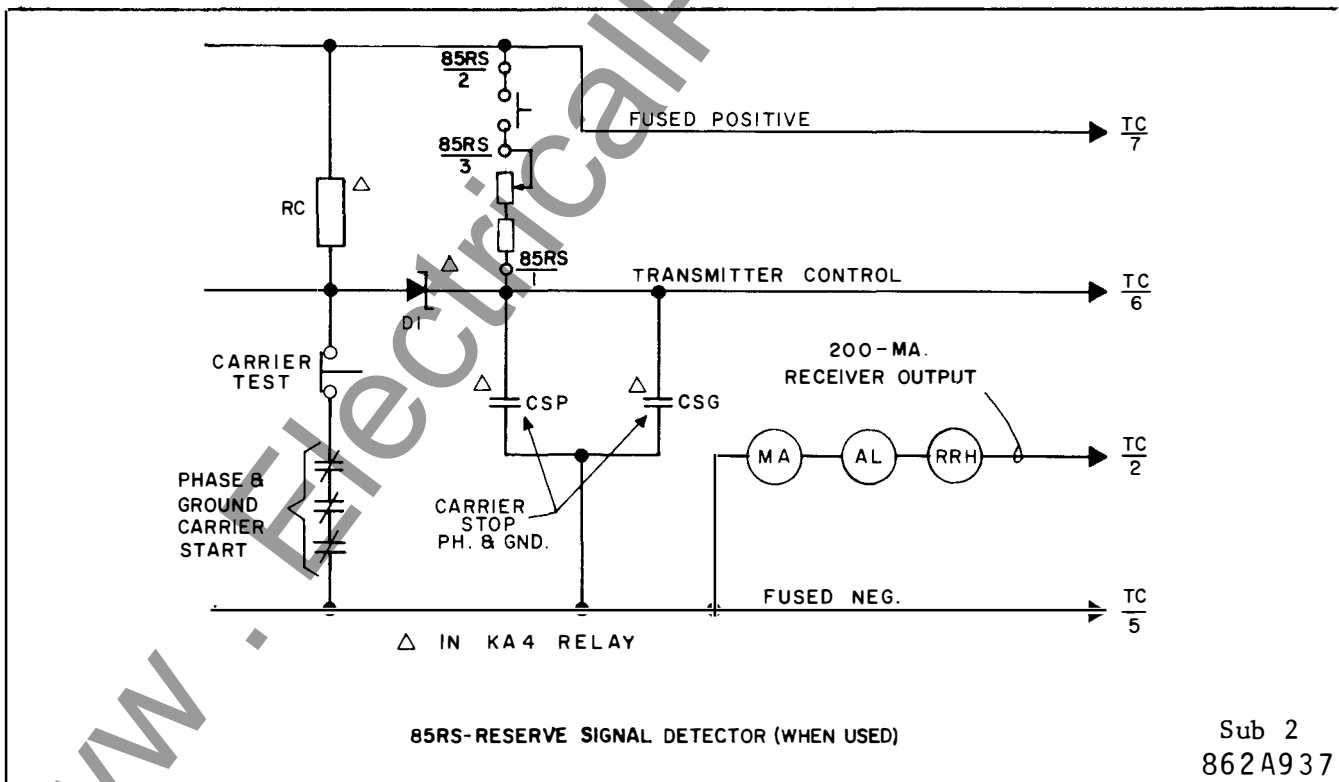 85RS
2
FUSED POSITIVE
TC
7
85RS
3
RC
85RS
1
TRANSMITTER CONTROL
TC
6
D1
CARRIER
TEST
200-MA.
RECEIVER OUTPUT
CSP
CSG
MA
AL
RRH
TC
2
PHASE &
GROUND
CARRIER
START
CARRIER
STOP
PH. & GND.
FUSED NEG.
TC
5
△ IN KA4 RELAY
85RS-RESERVE SIGNAL DETECTOR (WHEN USED)
Sub 2
862A937